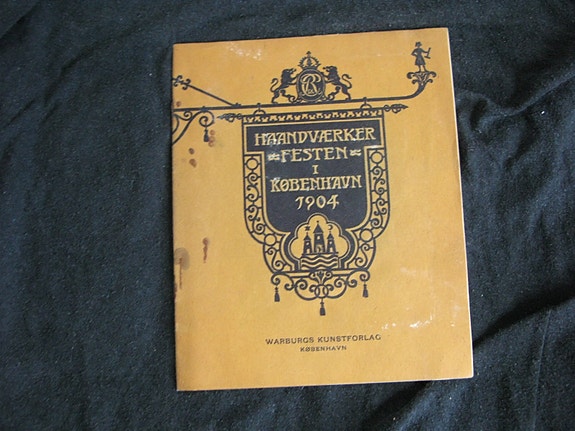 HAANDVÆRKER
FESTEN
I
KØBENHAVN
1904
WARBURGS KUNSTFORLAG
KØBENHAVN